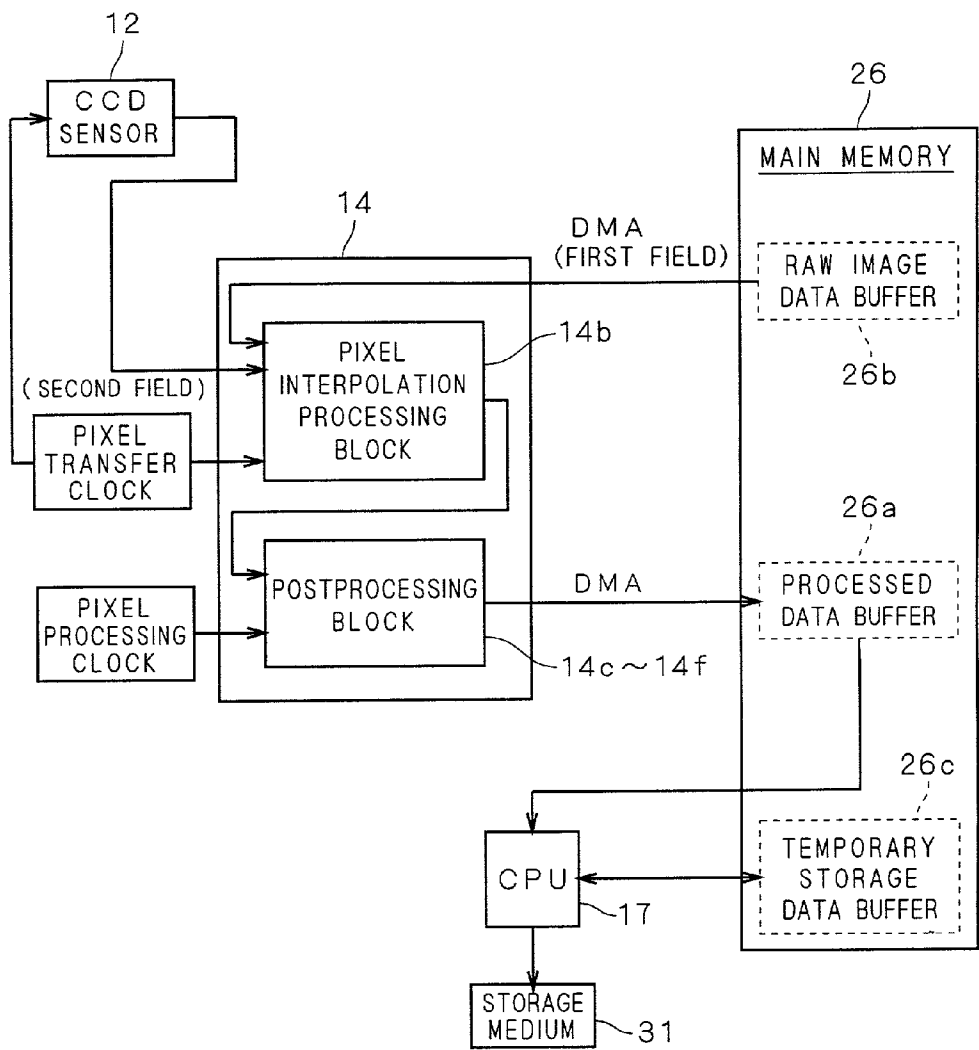 12
CCD
SENSOR
26
MAIN MEMORY
14
DMA
(FIRST FIELD)
RAW IMAGE
DATA BUFFER
14b
26b
PIXEL
INTERPOLATION
PROCESSING
BLOCK
(SECOND FIELD)
PIXEL
TRANSFER
CLOCK
26a
POSTPROCESSING
BLOCK
DMA
PROCESSED
DATA BUFFER
PIXEL
PROCESSING
CLOCK
14c~14f
26c
CPU
17
TEMPORARY
STORAGE
DATA BUFFER
STORAGE
MEDIUM
31